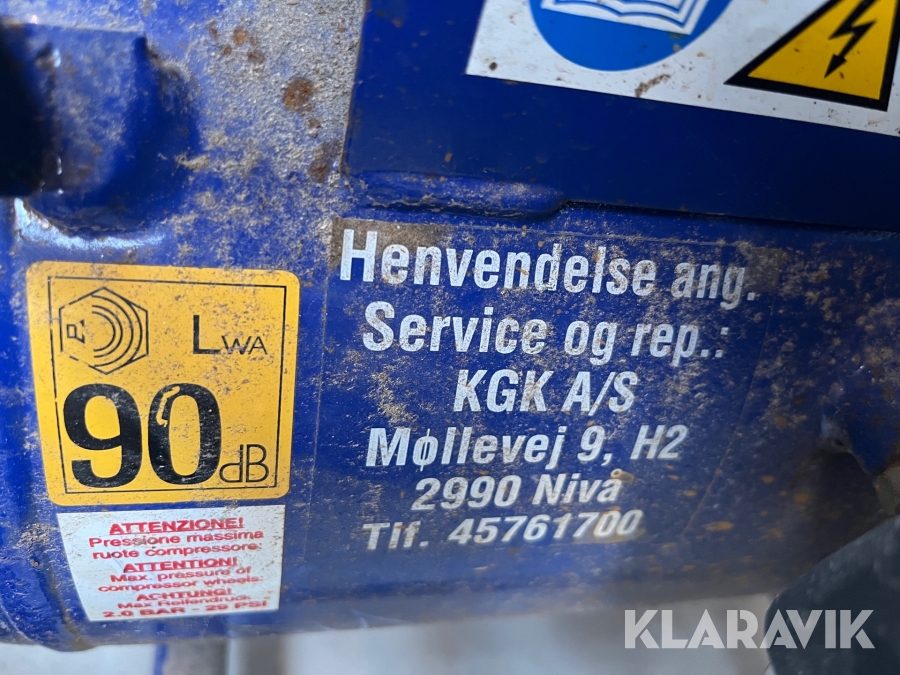 Henvendelse ang.
Service og rep.:
KGK A/S
Møllevej 9, H2
2990 Nivå
Tlf. 45761700
LWA
90dB
ATTENZIONE!
Pressione massima
ruote compressore:
ATTENTION!
Max. pressure of
compressor wheels:
ACHTUNG!
Max Reifendruck
2.0 BAR - 29 PSI
KLARAVIK